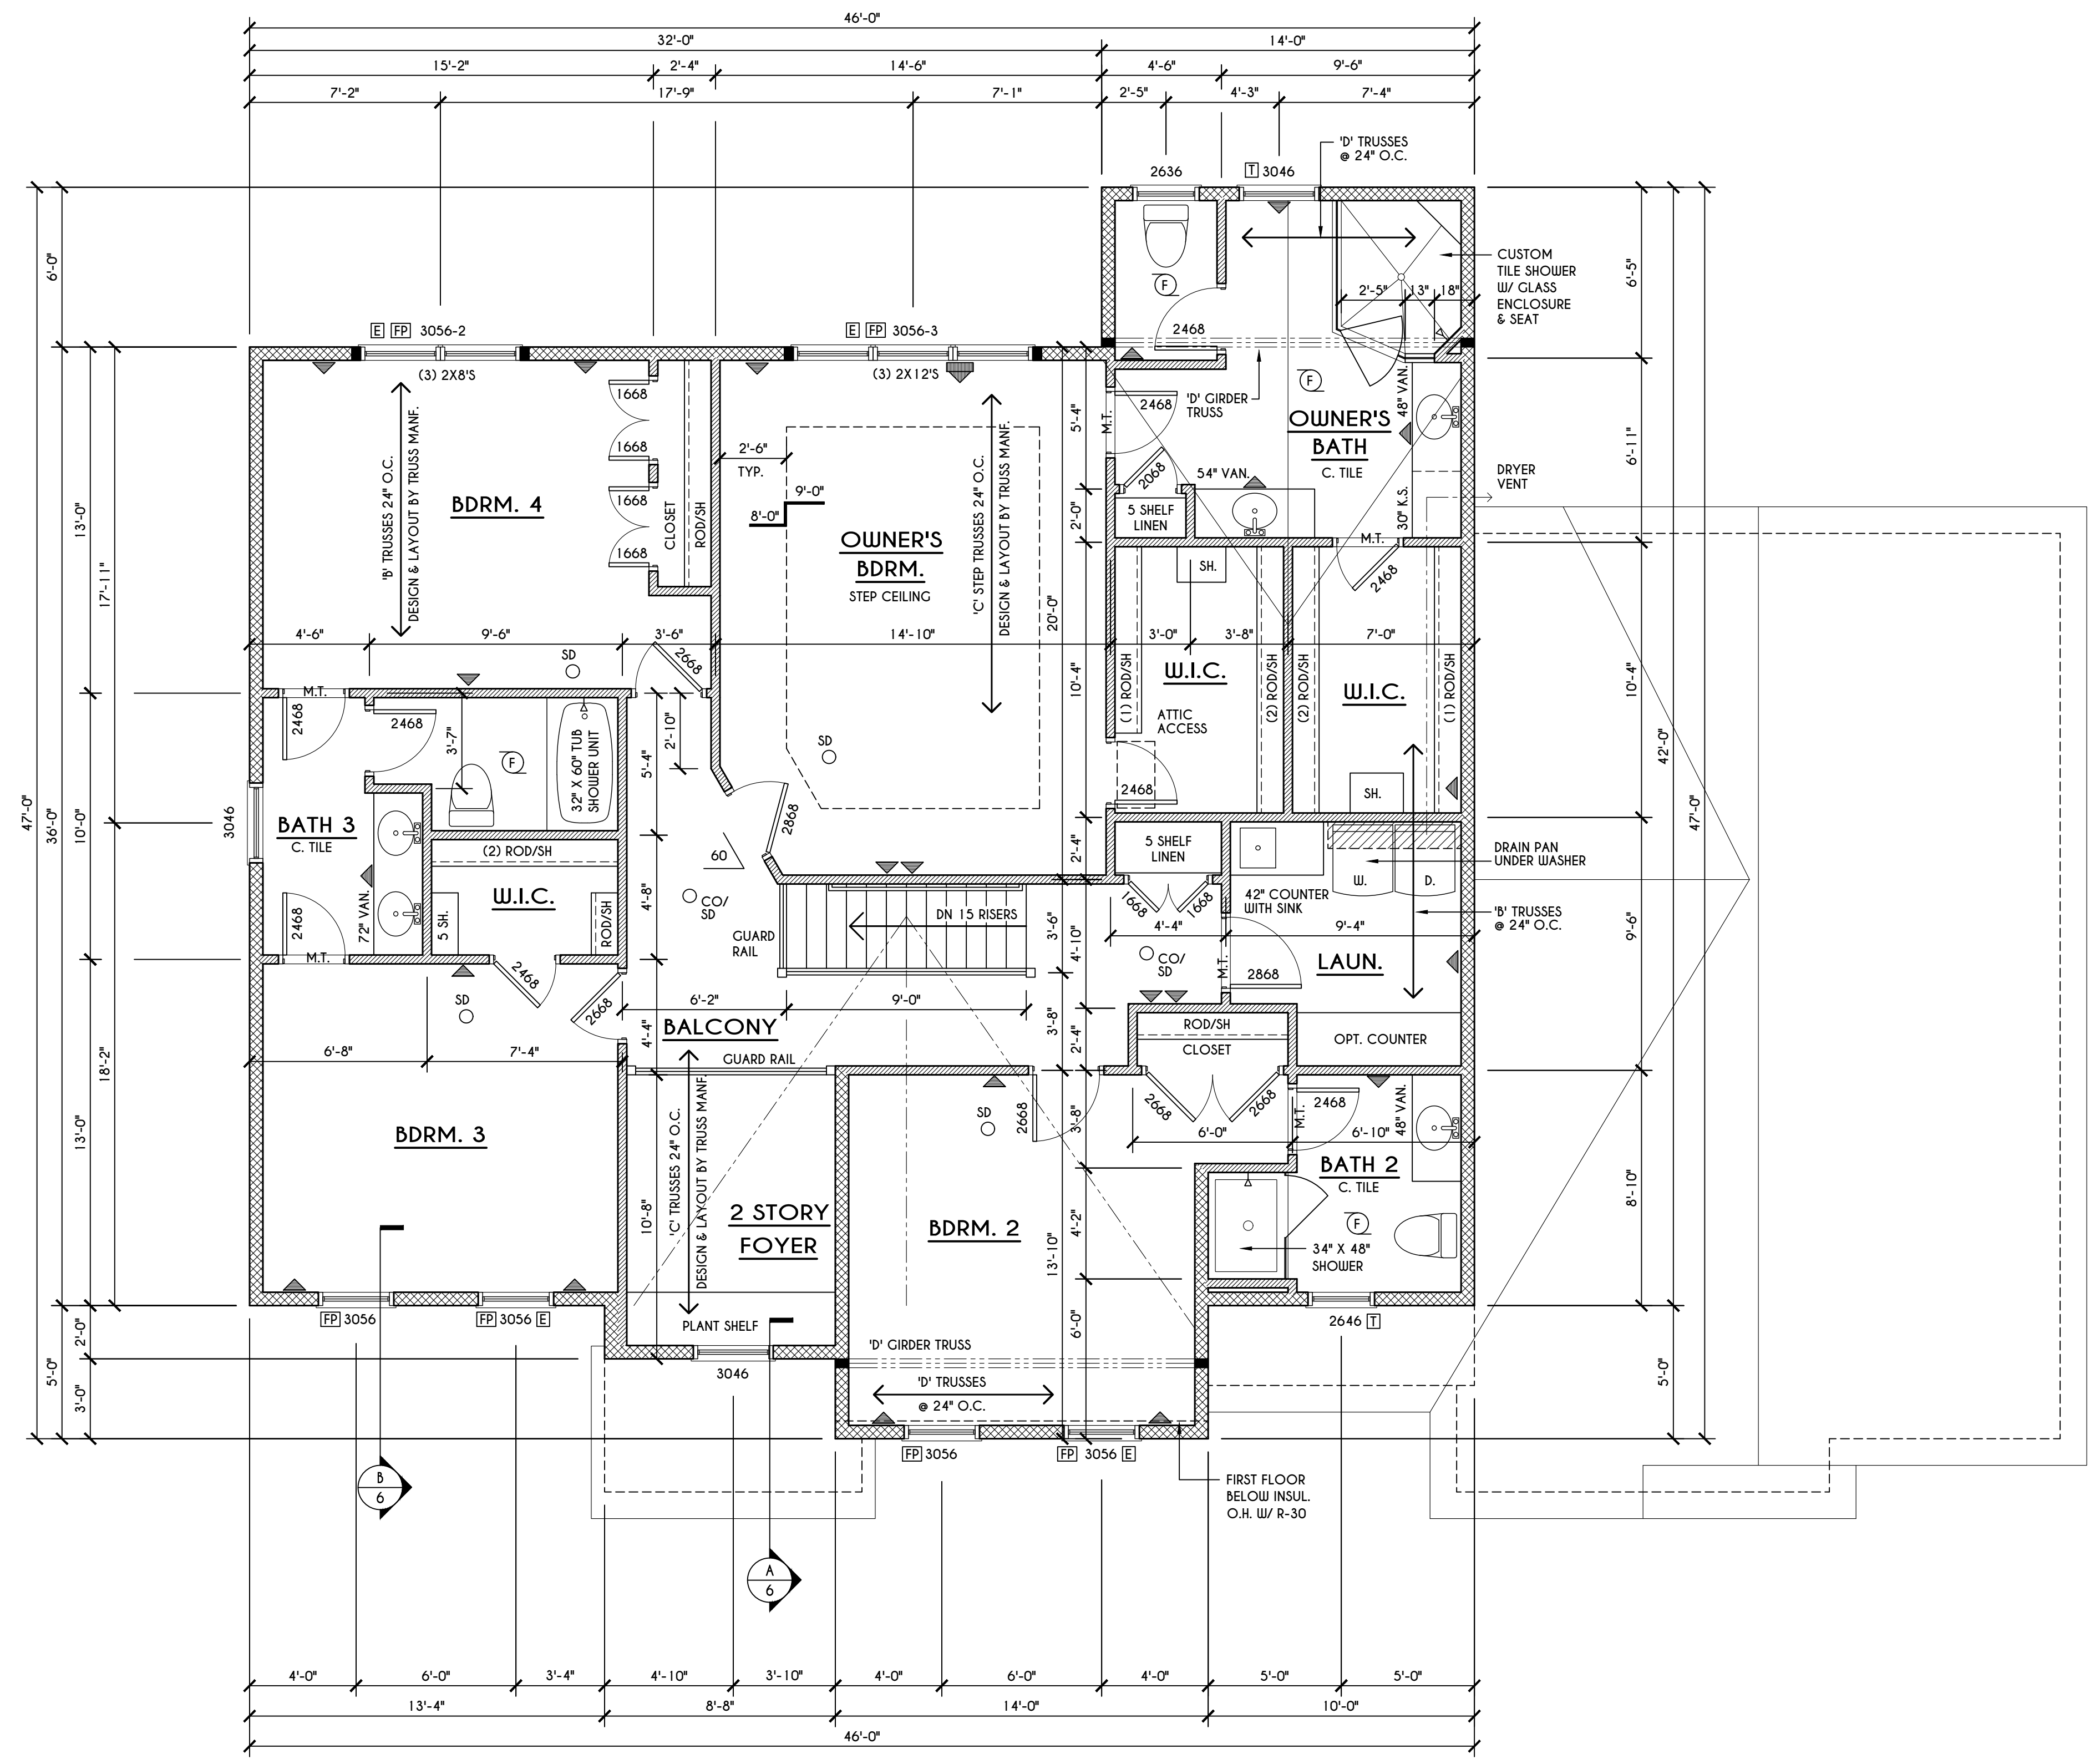 46'-0"
32'-0" 14'-0"
15'-2" 2'-4" 14'-6" 4'-6" 9'-6"
7'-2" 17'-9" 7'-1" 2'-5" 4'-3" 7'-4"
'D' TRUSSES
@ 24" O.C.
2636 T 3046
CUSTOM
TILE SHOWER
W/ GLASS
ENCLOSURE
& SEAT
6'-0"
6'-5"
F
2'-5" 13" 18"
2468
E FP 3056-2
E FP 3056-3
(3) 2X8'S
(3) 2X12'S
1668
1668
1668
1668
CLOSET
ROD/SH
'B' TRUSSES 24" O.C.
DESIGN & LAYOUT BY TRUSS MANF.
BDRM. 4
2'-6"
TYP.
9'-0"
8'-0"
OWNER'S
BDRM.
STEP CEILING
'C' STEP TRUSSES 24" O.C.
DESIGN & LAYOUT BY TRUSS MANF.
20'-0"
5'-4"
2'-0"
10'-4"
2'-4"
M.T.
2468
'D' GIRDER
TRUSS
F
OWNER'S
BATH
C. TILE
48" VAN.
30" K.S.
2068
54" VAN.
5 SHELF
LINEN
M.T.
2468
DRYER
VENT
6'-11"
13'-0"
17'-11"
4'-6" 9'-6" 3'-6" 14'-10" 3'-0" 3'-8" 7'-0"
SH.
(1) ROD/SH
W.I.C.
(2) ROD/SH
(2) ROD/SH
W.I.C.
(1) ROD/SH
ATTIC
ACCESS
2468
SH.
10'-4"
42'-0"
47'-0"
SD
2668
M.T.
2468
2468
3'-7"
F
32" X 60" TUB
SHOWER UNIT
5'-4"
2'-10"
SD
2868
47'-0"
36'-0"
10'-0"
3046
BATH 3
C. TILE
(2) ROD/SH
W.I.C.
5 SH.
ROD/SH
72" VAN.
2468
M.T.
4'-8"
60
CO/
SD
GUARD
RAIL
DN 15 RISERS
5 SHELF
LINEN
1668
1668
42" COUNTER
WITH SINK
W. D.
DRAIN PAN
UNDER WASHER
'B' TRUSSES
@ 24" O.C.
4'-4" 9'-4"
3'-6"
4'-10"
CO/
SD
M.T.
2868
LAUN.
9'-6"
SD
2468
2668
6'-2" 9'-0"
BALCONY
4'-4"
GUARD RAIL
3'-8"
2'-4"
ROD/SH
CLOSET
OPT. COUNTER
6'-8" 7'-4"
18'-2"
BDRM. 3
13'-0"
'C' TRUSSES 24" O.C.
DESIGN & LAYOUT BY TRUSS MANF.
10'-8"
2 STORY
FOYER
PLANT SHELF
SD
2668
BDRM. 2
3'-8"
2668
2668
M.T.
2468
48" VAN.
6'-0" 6'-10"
BATH 2
C. TILE
F
34" X 48"
SHOWER
4'-2"
13'-10"
6'-0"
8'-10"
5'-0"
FP 3056
FP 3056 E
2646 T
'D' GIRDER TRUSS
'D' TRUSSES
@ 24" O.C.
3046
2'-0"
5'-0"
3'-0"
FP 3056
FP 3056 E
FIRST FLOOR
BELOW INSUL.
O.H. W/ R-30
B
6
A
6
4'-0" 6'-0" 3'-4" 4'-10" 3'-10" 4'-0" 6'-0" 4'-0" 5'-0" 5'-0"
13'-4" 8'-8" 14'-0" 10'-0"
46'-0"